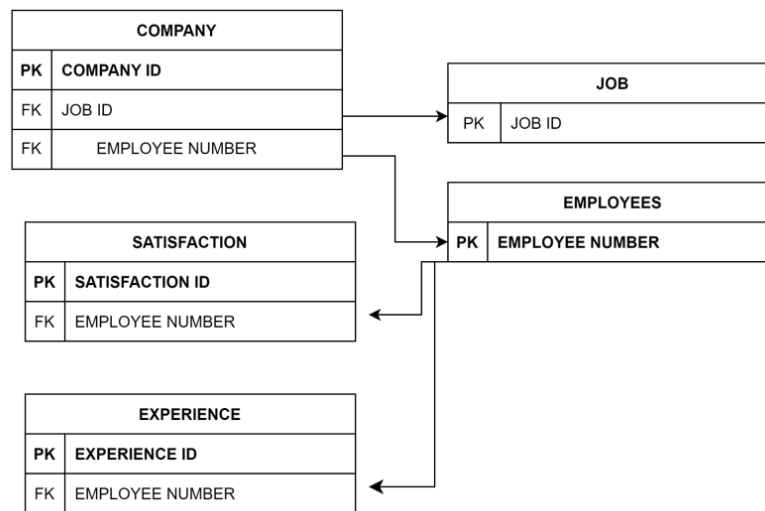 COMPANY
PK COMPANY ID
FK JOB ID
FK EMPLOYEE NUMBER
JOB
PK JOB ID
EMPLOYEES
PK EMPLOYEE NUMBER
SATISFACTION
PK SATISFACTION ID
FK EMPLOYEE NUMBER
EXPERIENCE
PK EXPERIENCE ID
FK EMPLOYEE NUMBER